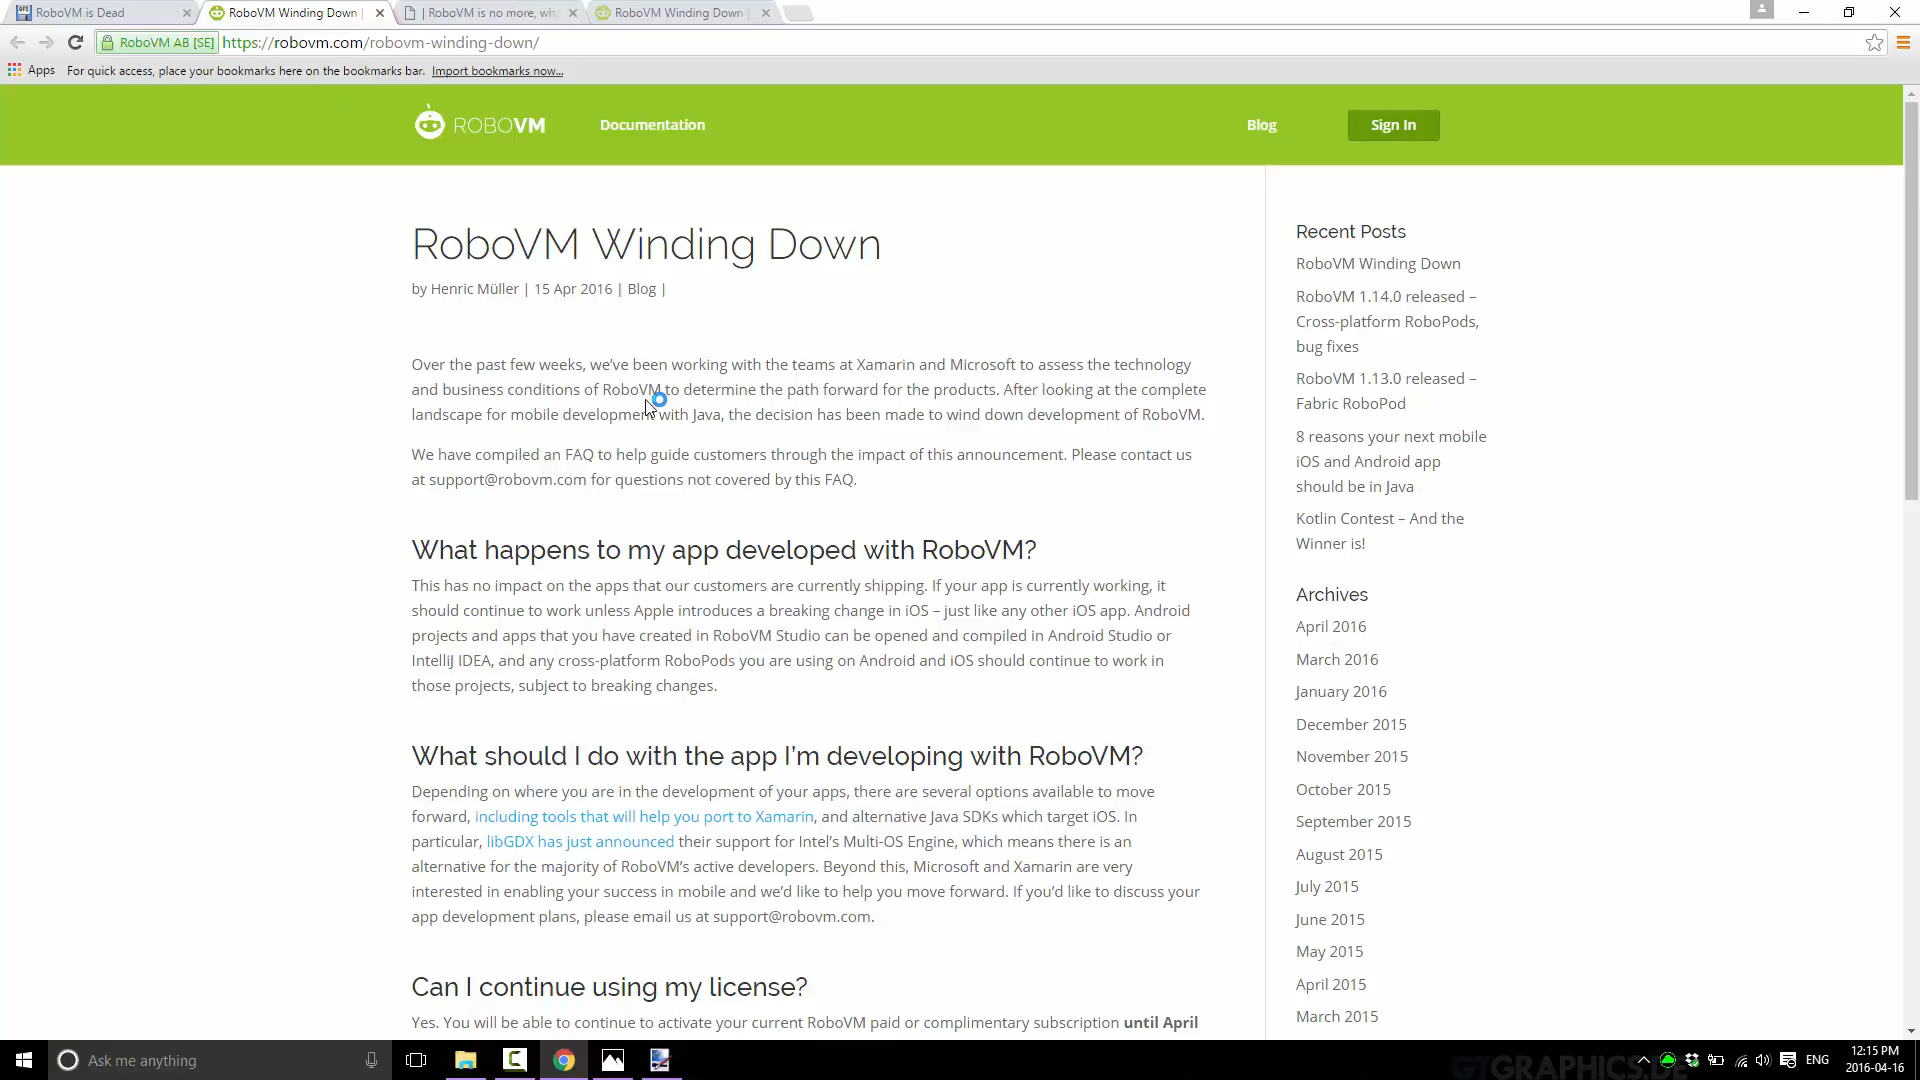 RoboVM is Dead
RoboVM Winding Down |
| RoboVM is no more, wh
RoboVM Winding Down |
RoboVM AB [SE]
https://robovm.com/robovm-winding-down/
Apps
For quick access, place your bookmarks here on the bookmarks bar.
Import bookmarks now...
ROBOVM
Documentation
Blog
Sign In
RoboVM Winding Down
by Henric Müller | 15 Apr 2016 | Blog |
Over the past few weeks, we've been working with the teams at Xamarin and Microsoft to assess the technology
and business conditions of RoboVM to determine the path forward for the products. After looking at the complete
landscape for mobile development with Java, the decision has been made to wind down development of RoboVM.
We have compiled an FAQ to help guide customers through the impact of this announcement. Please contact us
at support@robovm.com for questions not covered by this FAQ.
What happens to my app developed with RoboVM?
This has no impact on the apps that our customers are currently shipping. If your app is currently working, it
should continue to work unless Apple introduces a breaking change in iOS – just like any other iOS app. Android
projects and apps that you have created in RoboVM Studio can be opened and compiled in Android Studio or
IntelliJ IDEA, and any cross-platform RoboPods you are using on Android and iOS should continue to work in
those projects, subject to breaking changes.
What should I do with the app I'm developing with RoboVM?
Depending on where you are in the development of your apps, there are several options available to move
forward, including tools that will help you port to Xamarin, and alternative Java SDKs which target iOS. In
particular, libGDX has just announced their support for Intel's Multi-OS Engine, which means there is an
alternative for the majority of RoboVM's active developers. Beyond this, Microsoft and Xamarin are very
interested in enabling your success in mobile and we'd like to help you move forward. If you'd like to discuss your
app development plans, please email us at support@robovm.com.
Can I continue using my license?
Yes. You will be able to continue to activate your current RoboVM paid or complimentary subscription until April
Recent Posts
RoboVM Winding Down
RoboVM 1.14.0 released –
Cross-platform RoboPods,
bug fixes
RoboVM 1.13.0 released –
Fabric RoboPod
8 reasons your next mobile
iOS and Android app
should be in Java
Kotlin Contest – And the
Winner is!
Archives
April 2016
March 2016
January 2016
December 2015
November 2015
October 2015
September 2015
August 2015
July 2015
June 2015
May 2015
April 2015
March 2015
Ask me anything
GTGRAPHICS.DE
ENG
12:15 PM
2016-04-16